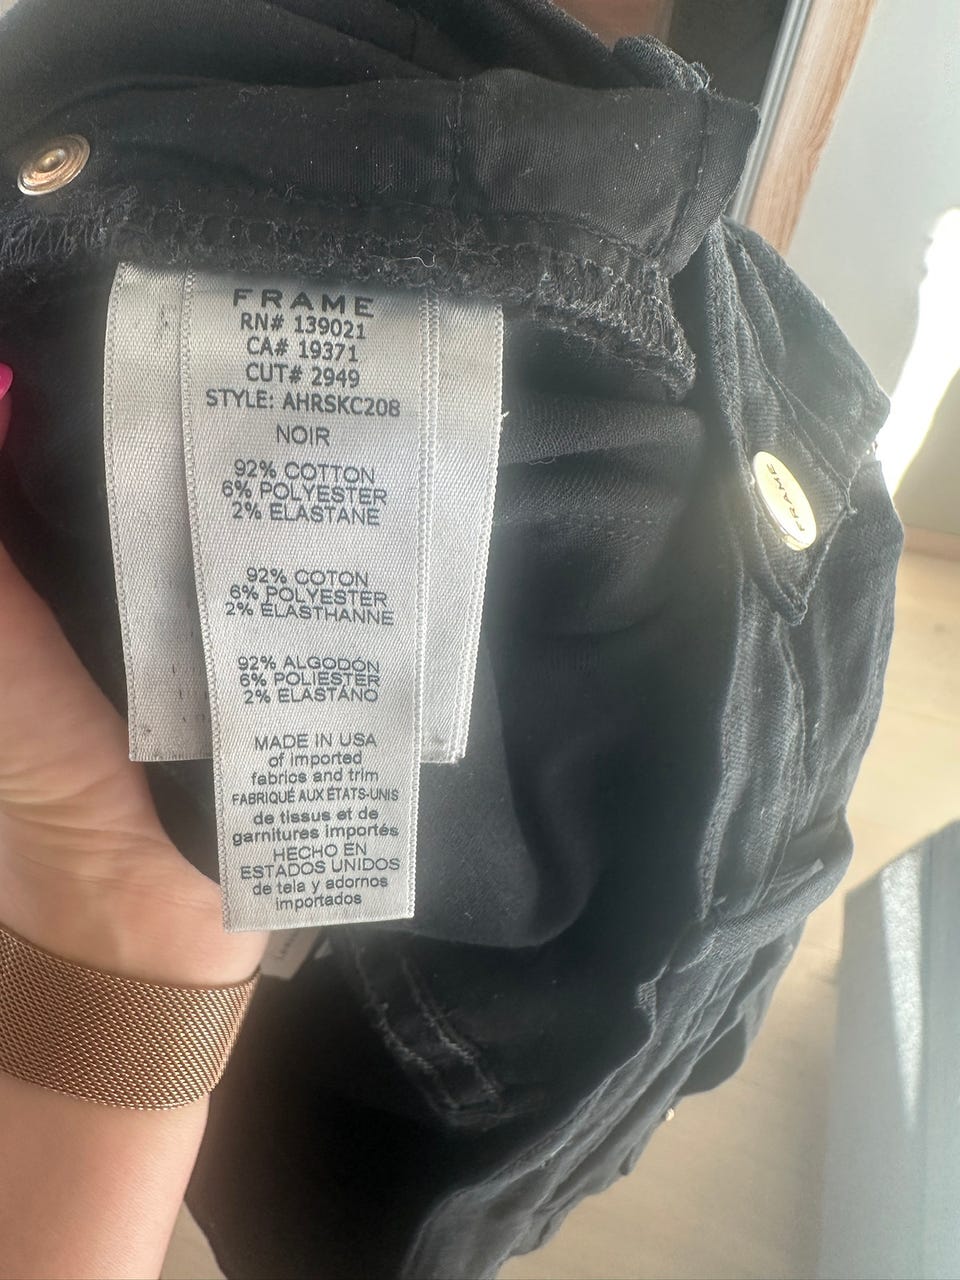 FRAME
RN# 139021
CA# 19371
CUT# 2949
STYLE: AHRSKC208
NOIR
92% COTTON
6% POLYESTER
2% ELASTANE
92% COTON
6% POLYESTER
2% ÉLASTHANNE
92% ALGODÓN
6% POLIÉSTER
2% ELASTANO
MADE IN USA
of imported
fabrics and trim
FABRIQUÉ AUX ÉTATS-UNIS
de tissus et de
garnitures importés
HECHO EN
ESTADOS UNIDOS
de tela y adornos
importados
FRAME